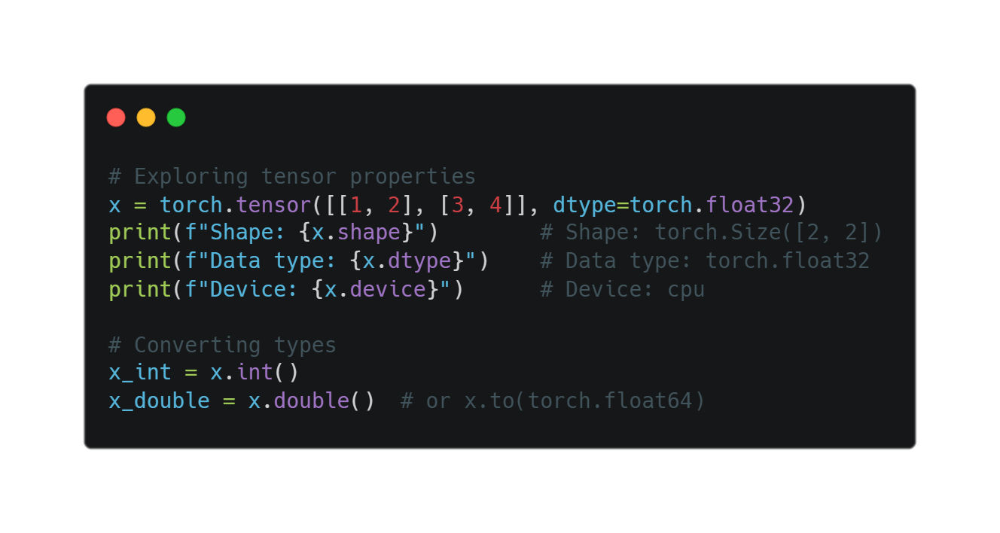 # Exploring tensor properties
x = torch.tensor([[1, 2], [3, 4]], dtype=torch.float32)
print(f"Shape: {x.shape}")        # Shape: torch.Size([2, 2])
print(f"Data type: {x.dtype}")    # Data type: torch.float32
print(f"Device: {x.device}")      # Device: cpu

# Converting types
x_int = x.int()
x_double = x.double()  # or x.to(torch.float64)